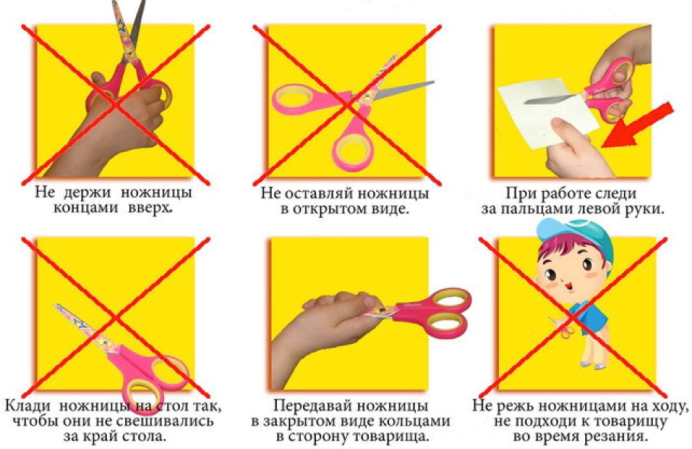 Не держи ножницы
концами вверх.
Не оставляй ножницы
в открытом виде.
При работе следи
за пальцами левой руки.
Клади ножницы на стол так,
чтобы они не свешивались
за край стола.
Передавай ножницы
в закрытом виде кольцами
в сторону товарища.
Не режь ножницами на ходу,
не подходи к товарищу
во время резания.